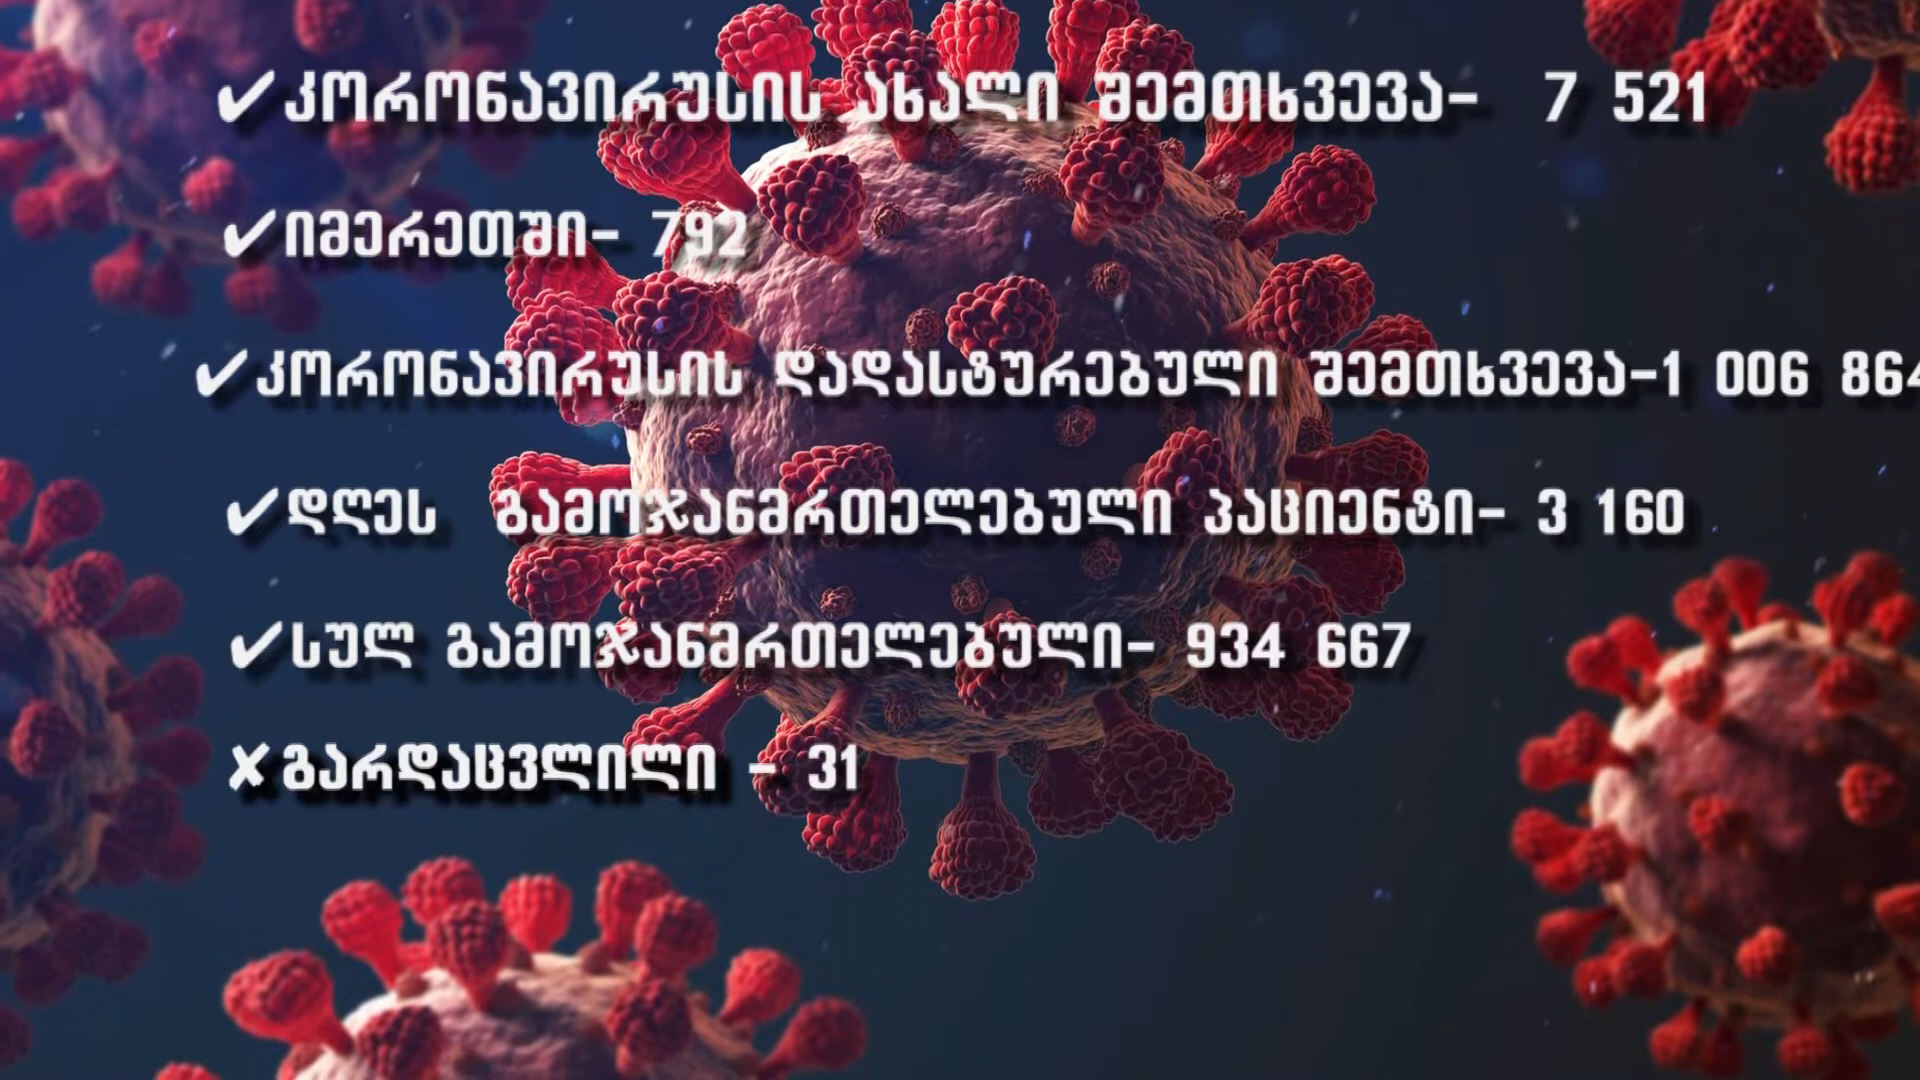 ✔კორონავირუსის ახალი შემთხვევა- 7 521
✔იმერეთში- 792
✔კორონავირუსის დადასტურებული შემთხვევა-1 006 864
✔დღეს გამოჯანმრთელებული პაციენტი- 3 160
✔სულ გამოჯანმრთელებული- 934 667
✘გარდაცვლილი - 31